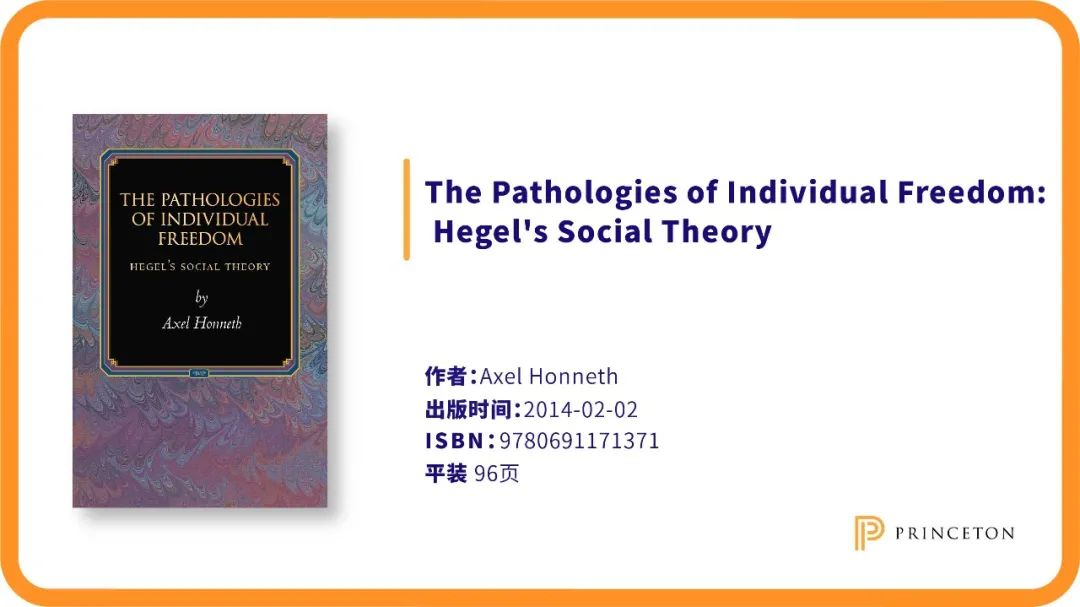 THE PATHOLOGIES
OF INDIVIDUAL
FREEDOM
HEGEL'S SOCIAL THEORY
by
Axel Honneth
The Pathologies of Individual Freedom:
Hegel's Social Theory
作者:Axel Honneth
出版时间:2014-02-02
ISBN:9780691171371
平装 96页
PRINCETON